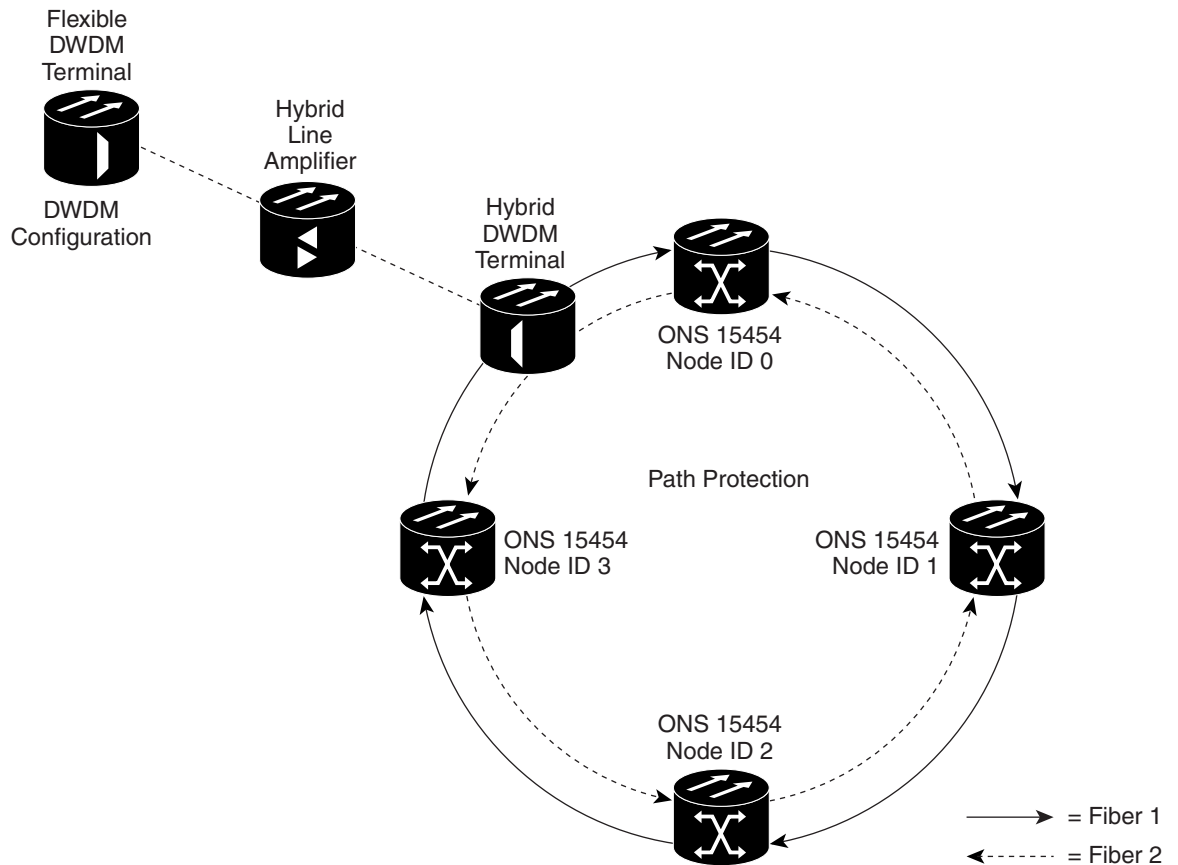 Flexible
DWDM
Terminal
Hybrid
Line
Amplifier
DWDM
Configuration
Hybrid
DWDM
Terminal
ONS 15454
Node ID 0
Path Protection
ONS 15454
Node ID 3
ONS 15454
Node ID 1
ONS 15454
Node ID 2
= Fiber 1
= Fiber 2